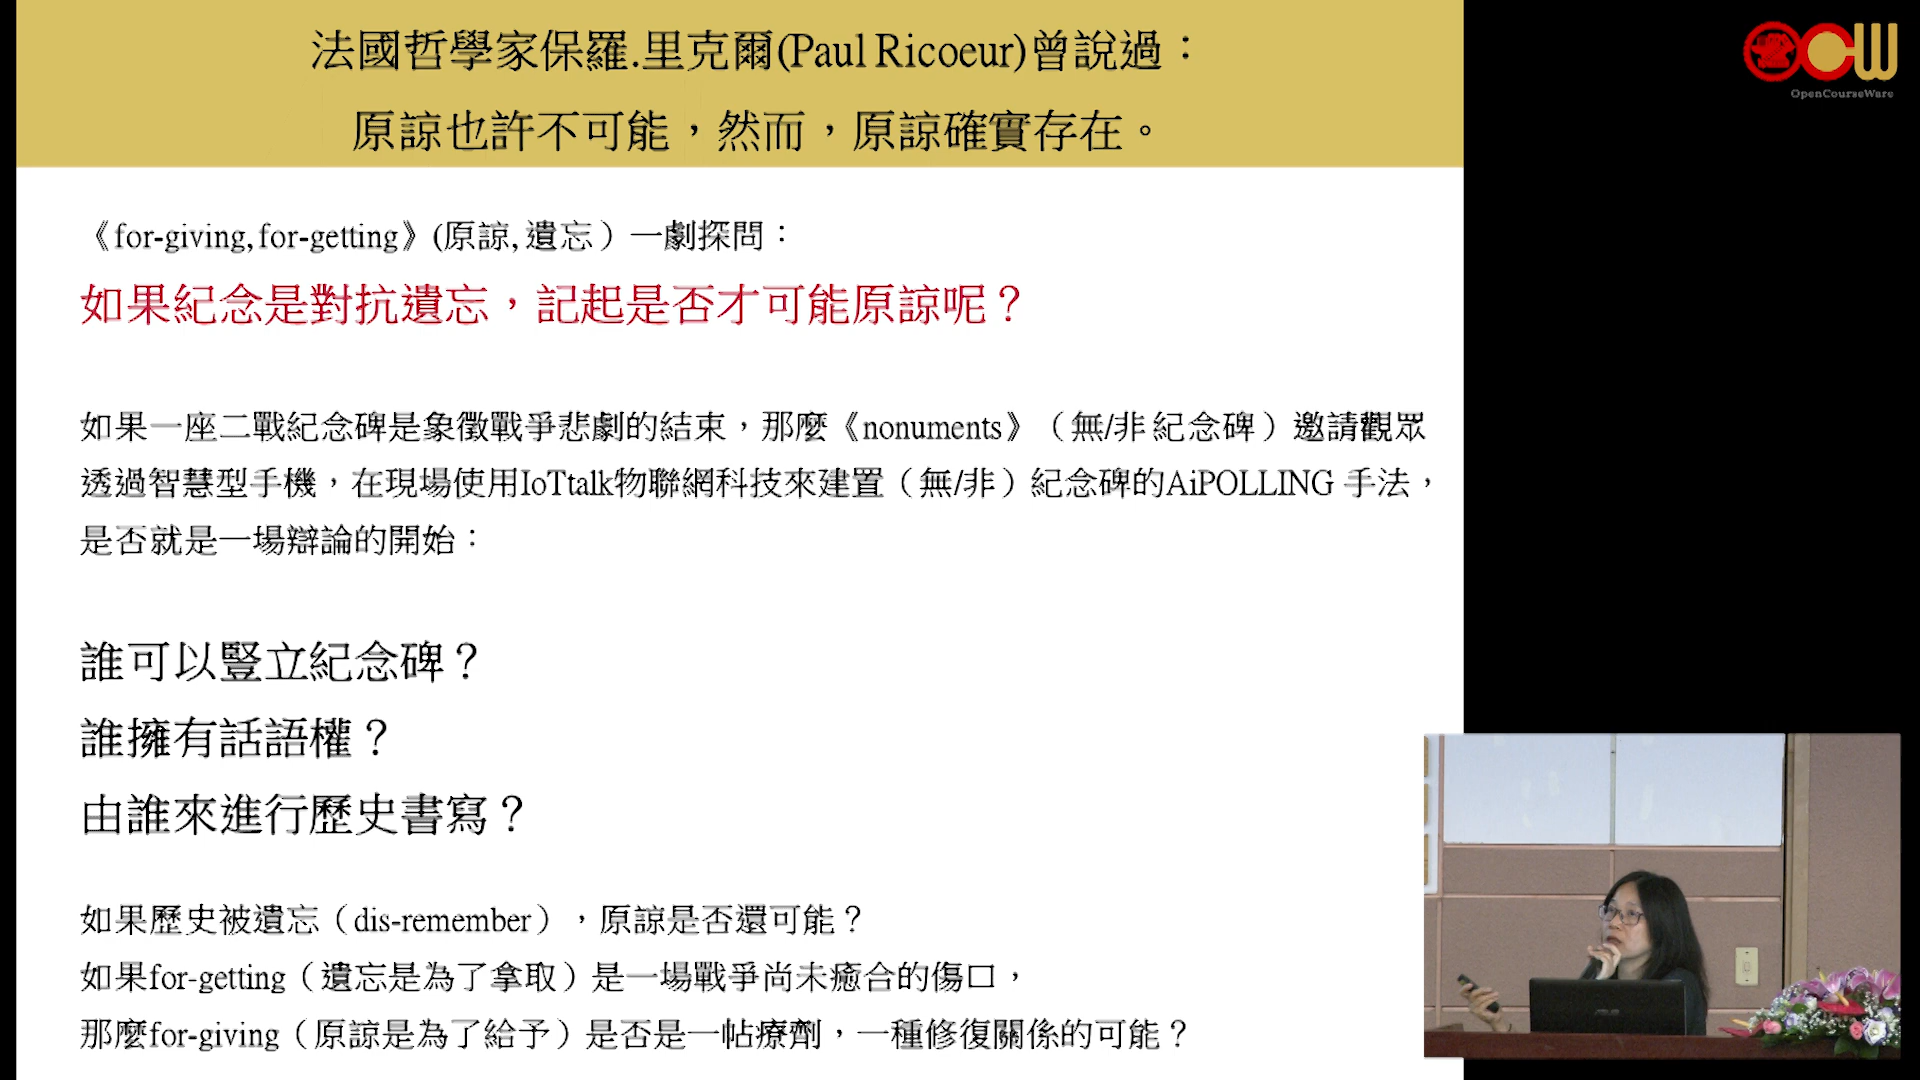 法國哲學家保羅.里克爾(Paul Ricoeur)曾說過：
原諒也許不可能，然而，原諒確實存在。
《for-giving, for-getting》(原諒, 遺忘）一劇探問：
如果紀念是對抗遺忘，記起是否才可能原諒呢？
如果一座二戰紀念碑是象徵戰爭悲劇的結束，那麼《nonuments》（無/非 紀念碑）邀請觀眾
透過智慧型手機，在現場使用IoTtalk物聯網科技來建置（無/非）紀念碑的AiPOLLING 手法，
是否就是一場辯論的開始：
誰可以豎立紀念碑？
誰擁有話語權？
由誰來進行歷史書寫？
如果歷史被遺忘（dis-remember），原諒是否還可能？
如果for-getting（遺忘是為了拿取）是一場戰爭尚未癒合的傷口，
那麼for-giving（原諒是為了給予）是否是一帖療劑，一種修復關係的可能？
OCW
OpenCourseWare